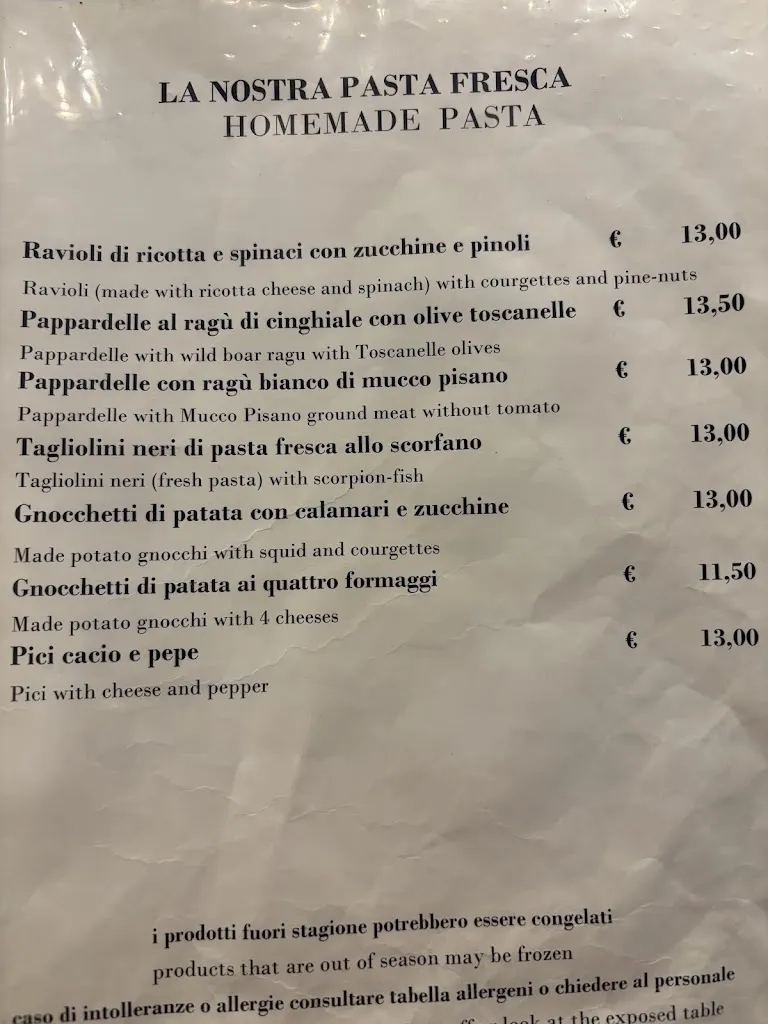 LA NOSTRA PASTA FRESCA
HOMEMADE PASTA
Ravioli di ricotta e spinaci con zucchine e pinoli € 13,00
Ravioli (made with ricotta cheese and spinach) with courgettes and pine-nuts
Pappardelle al ragù di cinghiale con olive toscanelle € 13,50
Pappardelle with wild boar ragu with Toscanelle olives
Pappardelle con ragù bianco di mucco pisano € 13,00
Pappardelle with Mucco Pisano ground meat without tomato
Tagliolini neri di pasta fresca allo scorfano € 13,00
Tagliolini neri (fresh pasta) with scorpion-fish
Gnocchetti di patata con calamari e zucchine € 13,00
Made potato gnocchi with squid and courgettes
Gnocchetti di patata ai quattro formaggi € 11,50
Made potato gnocchi with 4 cheeses
Pici cacio e pepe € 13,00
Pici with cheese and pepper
i prodotti fuori stagione potrebbero essere congelati
products that are out of season may be frozen
caso di intolleranze o allergie consultare tabella allergeni o chiedere al personale
look at the exposed table